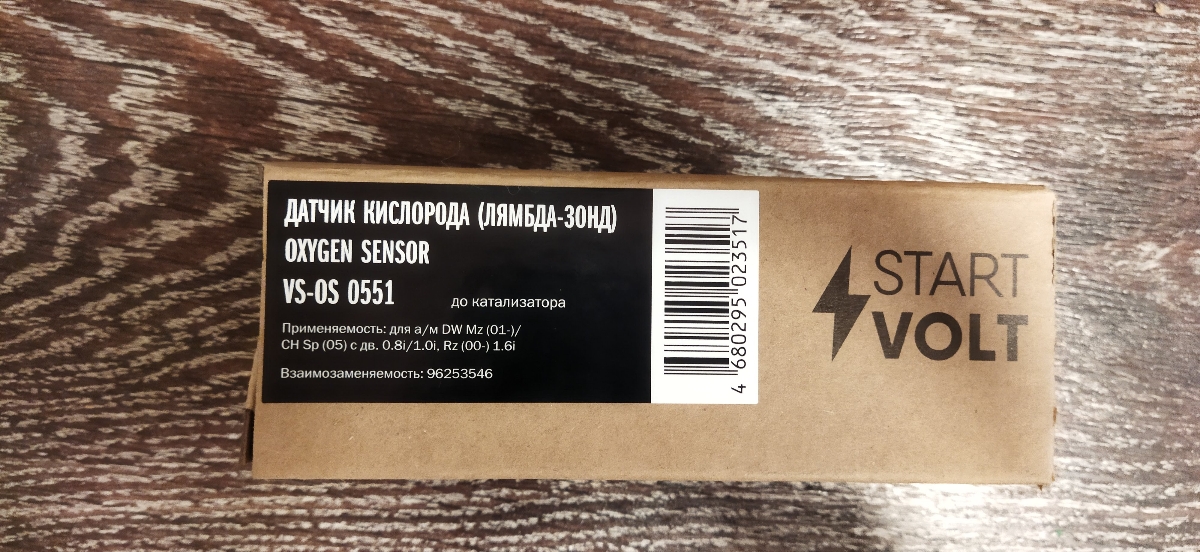 ДАТЧИК КИСЛОРОДА (ЛЯМБДА-ЗОНД)
OXYGEN SENSOR
VS-OS 0551
до катализатора
Применяемость: для а/м DW Mz (01-)/
CH Sp (05) с дв. 0.8i/1.0i, Rz (00-) 1.6i
Взаимозаменяемость: 96253546
4 680295 023517
START
VOLT